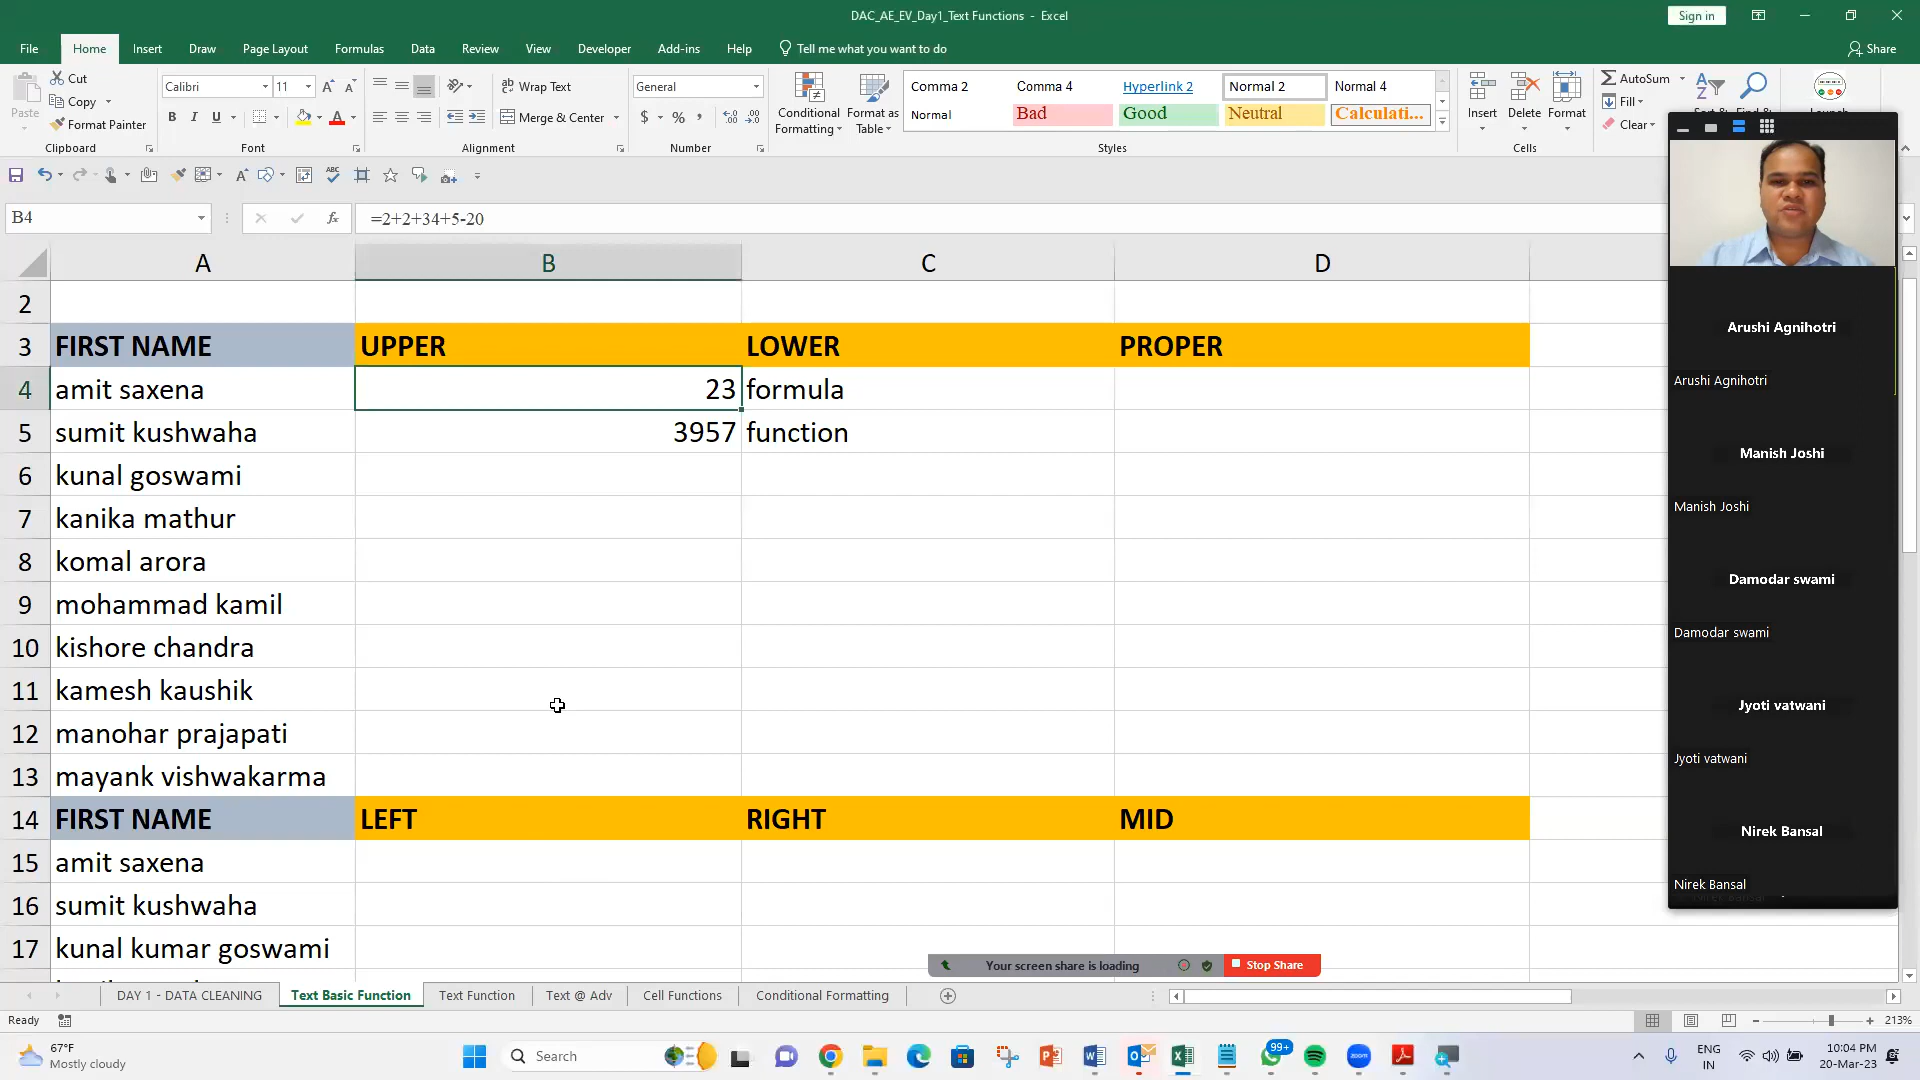 DAC_AE_EV_Day1_Text Functions - Excel
Sign in
File Home Insert Draw Page Layout Formulas Data Review View Developer Add-ins Help Tell me what you want to do
Share
Paste
Cut
Copy
Format Painter
Clipboard
Calibri 11
B I U
Font
Wrap Text
Merge & Center
Alignment
General
$ % ,
Number
Conditional Formatting
Format as Table
Comma 2 Comma 4 Hyperlink 2 Normal 2 Normal 4
Normal Bad Good Neutral Calculati...
Styles
Insert Delete Format
Cells
AutoSum
Fill
Clear
B4
fx
=2+2+34+5-20
A B C D
2
3 FIRST NAME UPPER LOWER PROPER
4 amit saxena 23 formula
5 sumit kushwaha 3957 function
6 kunal goswami
7 kanika mathur
8 komal arora
9 mohammad kamil
10 kishore chandra
11 kamesh kaushik
12 manohar prajapati
13 mayank vishwakarma
14 FIRST NAME LEFT RIGHT MID
15 amit saxena
16 sumit kushwaha
17 kunal kumar goswami
Arushi Agnihotri
Arushi Agnihotri
Manish Joshi
Manish Joshi
Damodar swami
Damodar swami
Jyoti vatwani
Jyoti vatwani
Nirek Bansal
Nirek Bansal
Your screen share is loading
Stop Share
DAY 1 - DATA CLEANING Text Basic Function Text Function Text @ Adv Cell Functions Conditional Formatting
Ready
213%
67°F
Mostly cloudy
Search
99+
zoom
ENG
IN
10:04 PM
20-Mar-23